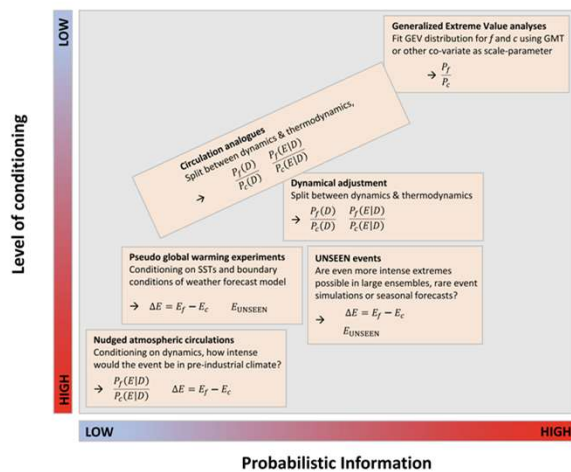 LOW
Level of conditioning
HIGH
Generalized Extreme Value analyses
Fit GEV distribution for f and c using GMT
or other co-variate as scale-parameter
→ P_f / P_c
Circulation analogues
Split between dynamics & thermodynamics,
→ P_f(D) / P_c(D) P_f(E|D) / P_c(E|D)
Dynamical adjustment
Split between dynamics & thermodynamics
→ P_f(D) / P_c(D) P_f(E|D) / P_c(E|D)
Pseudo global warming experiments
Conditioning on SSTs and boundary
conditions of weather forecast model
→ ΔE = E_f − E_c E_UNSEEN
UNSEEN events
Are even more intense extremes
possible in large ensembles, rare event
simulations or seasonal forecasts?
→ ΔE = E_f − E_c
E_UNSEEN
Nudged atmospheric circulations
Conditioning on dynamics, how intense
would the event be in pre-industrial climate?
→ P_f(E|D) / P_c(E|D) ΔE = E_f − E_c
LOW HIGH
Probabilistic Information